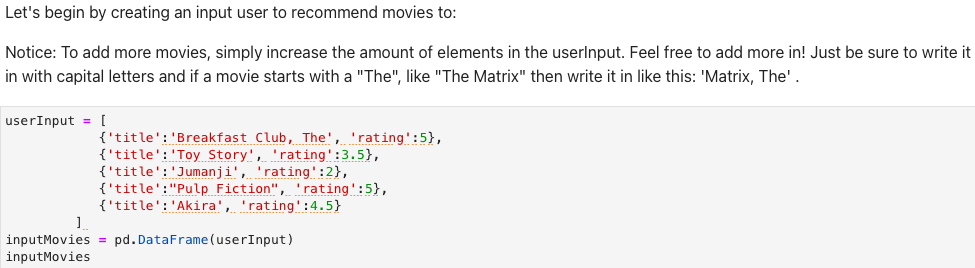 Let's begin by creating an input user to recommend movies to:
Notice: To add more movies, simply increase the amount of elements in the userInput. Feel free to add more in! Just be sure to write it
in with capital letters and if a movie starts with a "The", like "The Matrix" then write it in like this: 'Matrix, The' .
userInput = [
            {'title':'Breakfast Club, The', 'rating':5},
            {'title':'Toy Story', 'rating':3.5},
            {'title':'Jumanji', 'rating':2},
            {'title':"Pulp Fiction", 'rating':5},
            {'title':'Akira', 'rating':4.5}
         ]
inputMovies = pd.DataFrame(userInput)
inputMovies